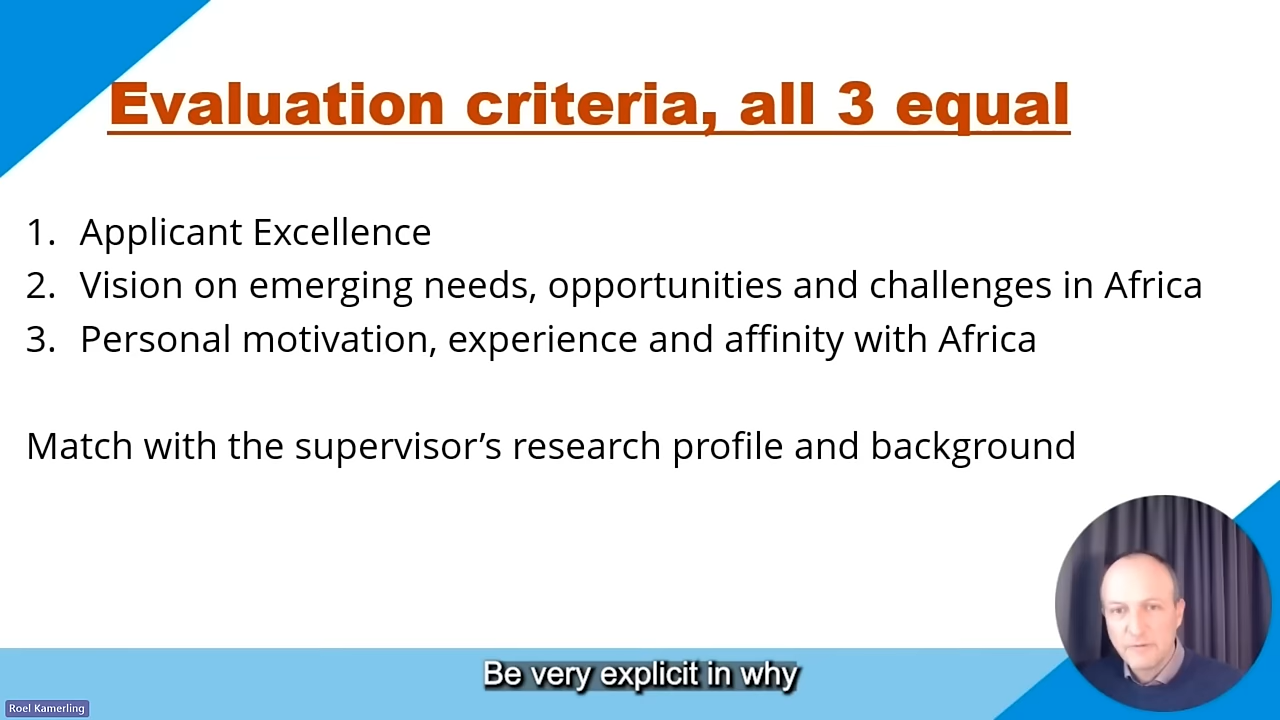 Evaluation criteria, all 3 equal
1. Applicant Excellence
2. Vision on emerging needs, opportunities and challenges in Africa
3. Personal motivation, experience and affinity with Africa
Match with the supervisor’s research profile and background
Be very explicit in why
Roel Kamerling